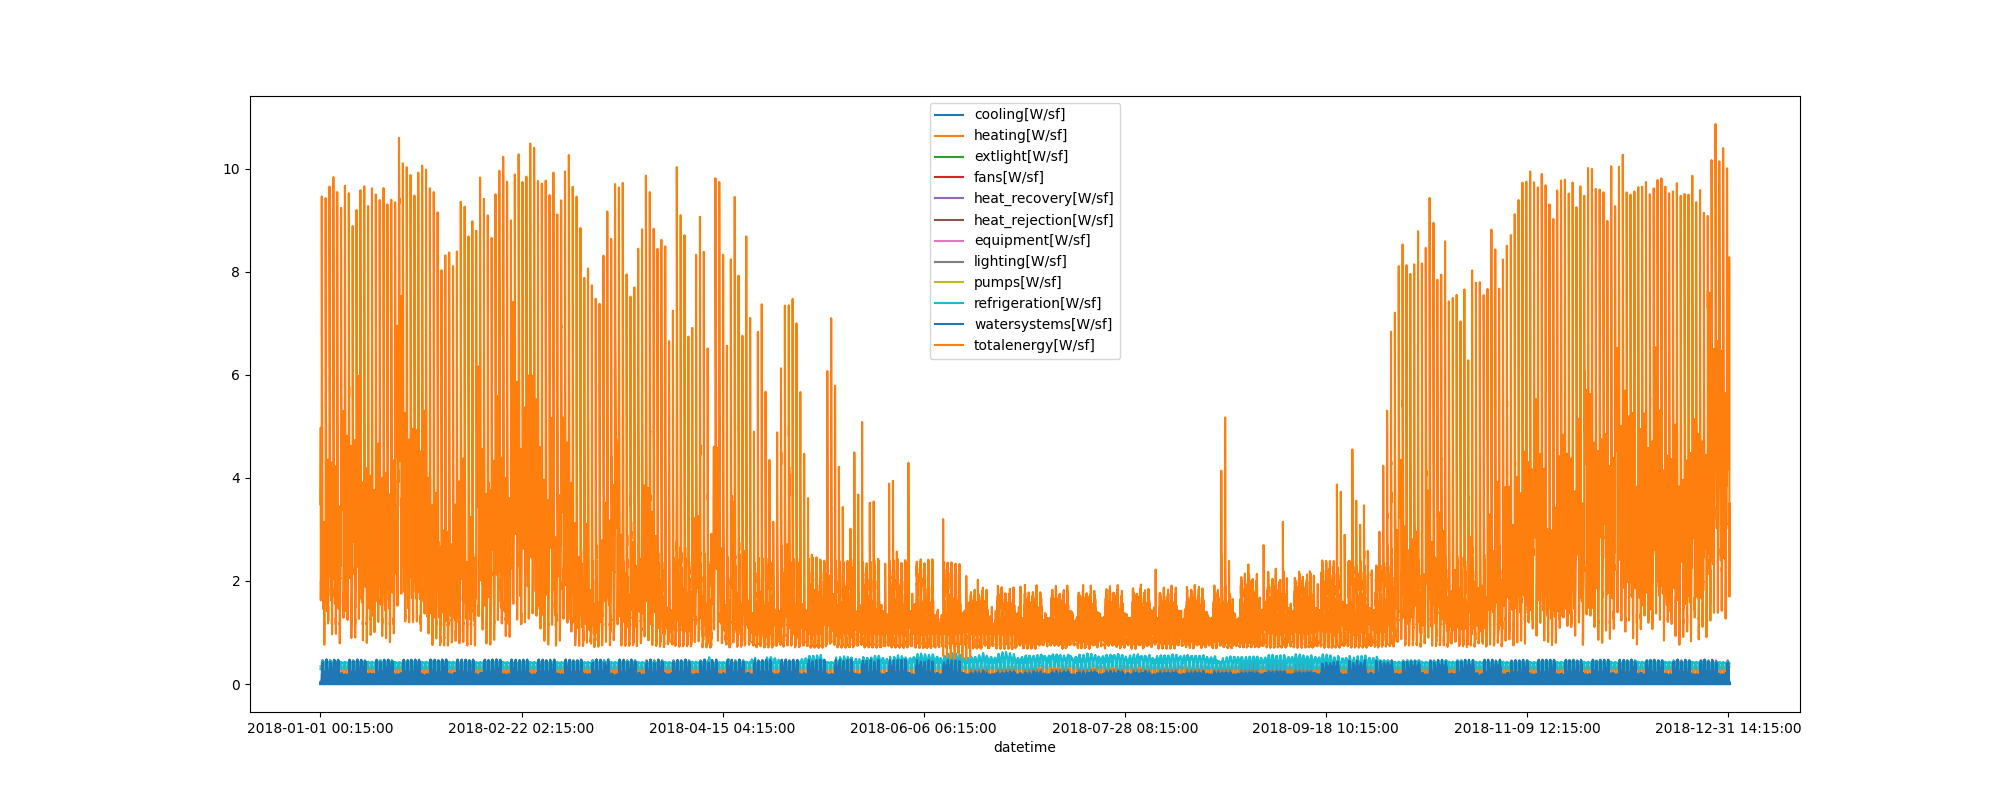 cooling[W/sf]
heating[W/sf]
extlight[W/sf]
fans[W/sf]
heat_recovery[W/sf]
heat_rejection[W/sf]
equipment[W/sf]
lighting[W/sf]
pumps[W/sf]
refrigeration[W/sf]
watersystems[W/sf]
totalenergy[W/sf]
10
8
6
4
2
0
2018-01-01 00:15:00 2018-02-22 02:15:00 2018-04-15 04:15:00 2018-06-06 06:15:00 2018-07-28 08:15:00 2018-09-18 10:15:00 2018-11-09 12:15:00 2018-12-31 14:15:00
datetime